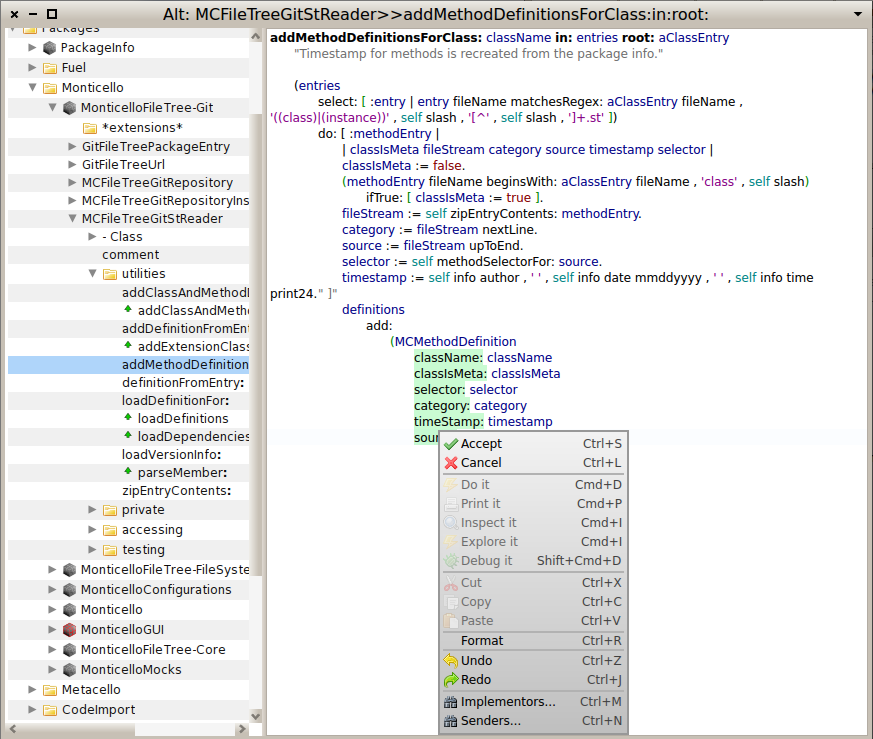 Alt: MCFileTreeGitStReader>>addMethodDefinitionsForClass:in:root:
Packages
PackageInfo
Fuel
Monticello
MonticelloFileTree-Git
*extensions*
GitFileTreePackageEntry
GitFileTreeUrl
MCFileTreeGitRepository
MCFileTreeGitRepositoryIns
MCFileTreeGitStReader
- Class
comment
utilities
addClassAndMethodI
addClassAndMetho
addDefinitionFromEnt
addExtensionClass
addMethodDefinition
definitionFromEntry:
loadDefinitionFor:
loadDefinitions
loadDependencies
loadVersionInfo:
parseMember:
zipEntryContents:
private
accessing
testing
MonticelloFileTree-FileSyste
MonticelloConfigurations
Monticello
MonticelloGUI
MonticelloFileTree-Core
MonticelloMocks
Metacello
CodeImport
addMethodDefinitionsForClass: className in: entries root: aClassEntry
"Timestamp for methods is recreated from the package info."
(entries
select: [ :entry | entry fileName matchesRegex: aClassEntry fileName ,
'((class)|(instance))' , self slash , '[^' , self slash , ']+.st' ])
do: [ :methodEntry |
| classIsMeta fileStream category source timestamp selector |
classIsMeta := false.
(methodEntry fileName beginsWith: aClassEntry fileName , 'class' , self slash)
ifTrue: [ classIsMeta := true ].
fileStream := self zipEntryContents: methodEntry.
category := fileStream nextLine.
source := fileStream upToEnd.
selector := self methodSelectorFor: source.
timestamp := self info author , ' ' , self info date mmddyyyy , ' ' , self info time
print24." ]"
definitions
add:
(MCMethodDefinition
className: className
classIsMeta: classIsMeta
selector: selector
category: category
timeStamp: timestamp
sour
Accept Ctrl+S
Cancel Ctrl+L
Do it Cmd+D
Print it Cmd+P
Inspect it Cmd+I
Explore it Cmd+I
Debug it Shift+Cmd+D
Cut Ctrl+X
Copy Ctrl+C
Paste Ctrl+V
Format Ctrl+R
Undo Ctrl+Z
Redo Ctrl+J
Implementors... Ctrl+M
Senders... Ctrl+N